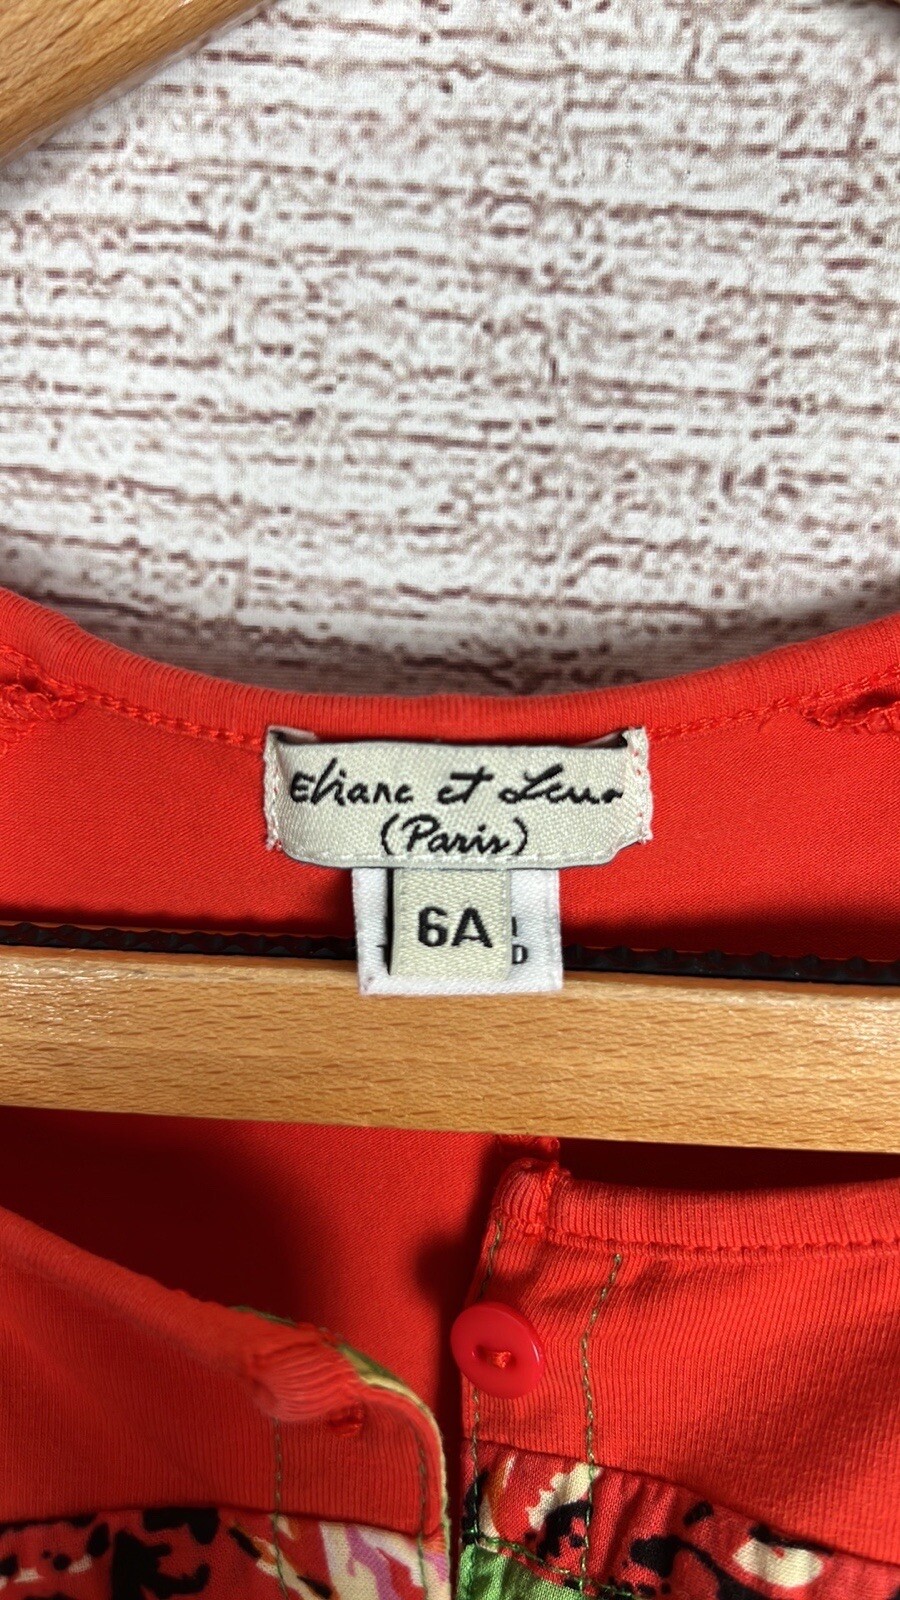 Eliane et Lena
(Paris)
6A
D